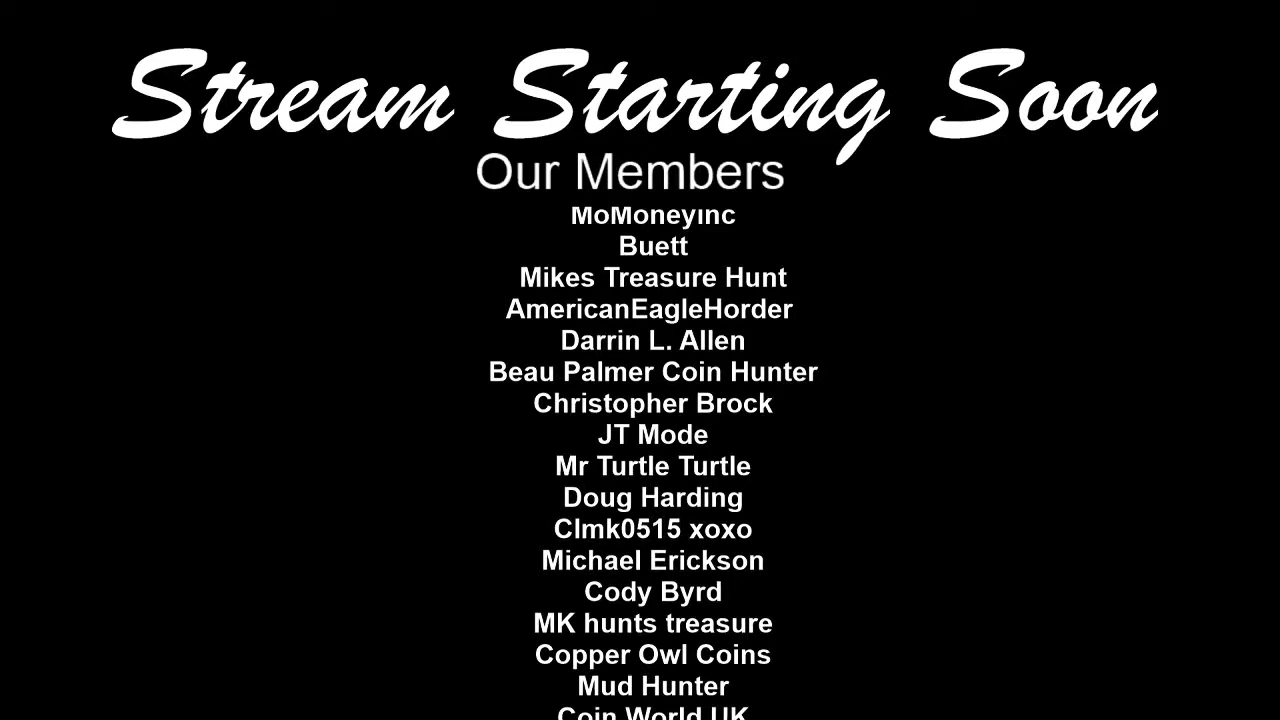 Stream Starting Soon
Our Members
MoMoneyinc
Buett
Mikes Treasure Hunt
AmericanEagleHorder
Darrin L. Allen
Beau Palmer Coin Hunter
Christopher Brock
JT Mode
Mr Turtle Turtle
Doug Harding
Clmk0515 xoxo
Michael Erickson
Cody Byrd
MK hunts treasure
Copper Owl Coins
Mud Hunter
Coin World UK